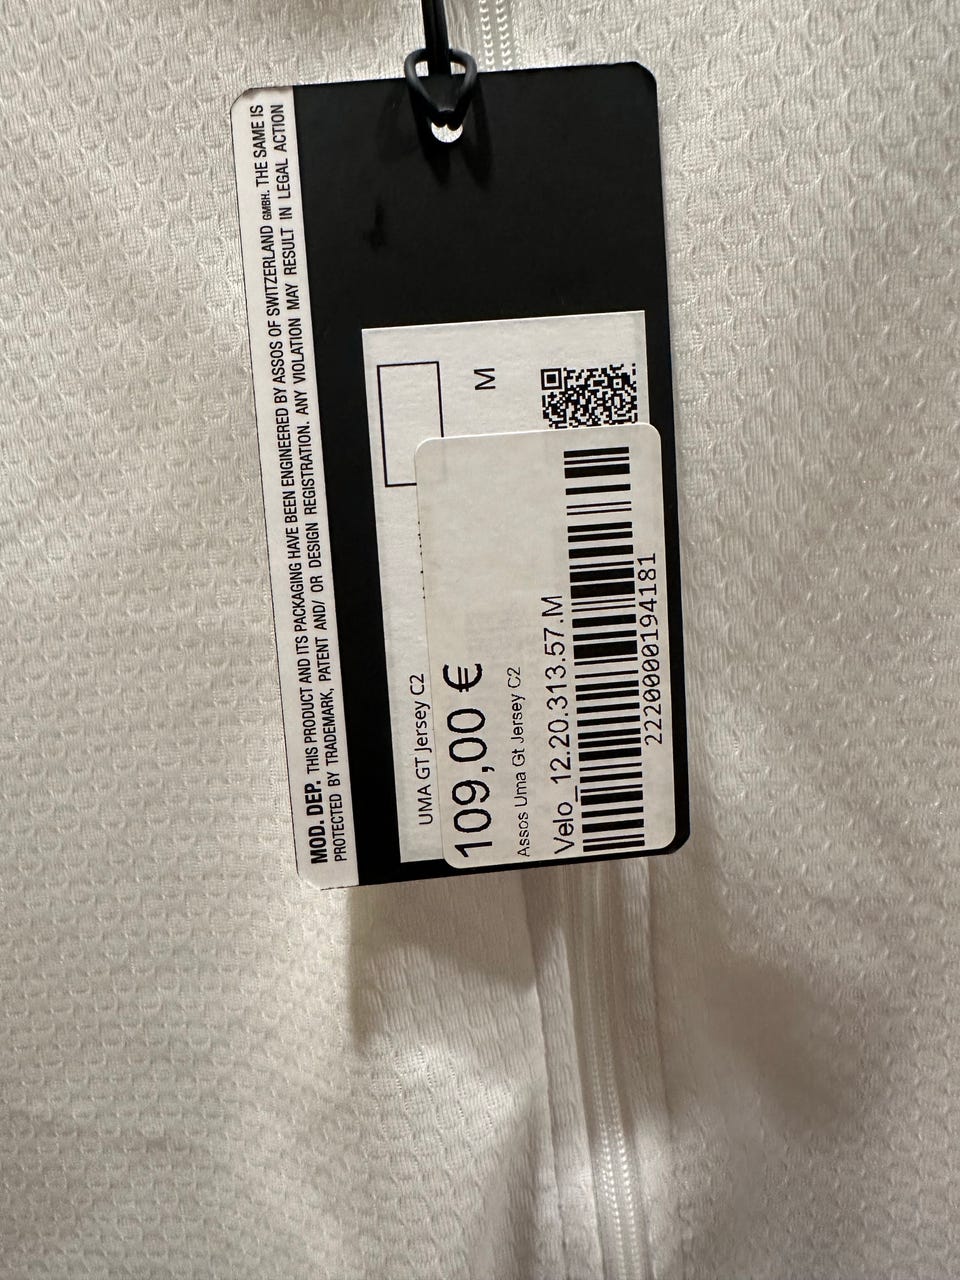 MOD. DEP. THIS PRODUCT AND ITS PACKAGING HAVE BEEN ENGINEERED BY ASSOS OF SWITZERLAND GMBH. THE SAME IS
PROTECTED BY TRADEMARK, PATENT AND/ OR DESIGN REGISTRATION. ANY VIOLATION MAY RESULT IN LEGAL ACTION
UMA GT Jersey C2
M
109,00 €
Assos Uma Gt Jersey C2
Velo_12.20.313.57.M
2220000194181